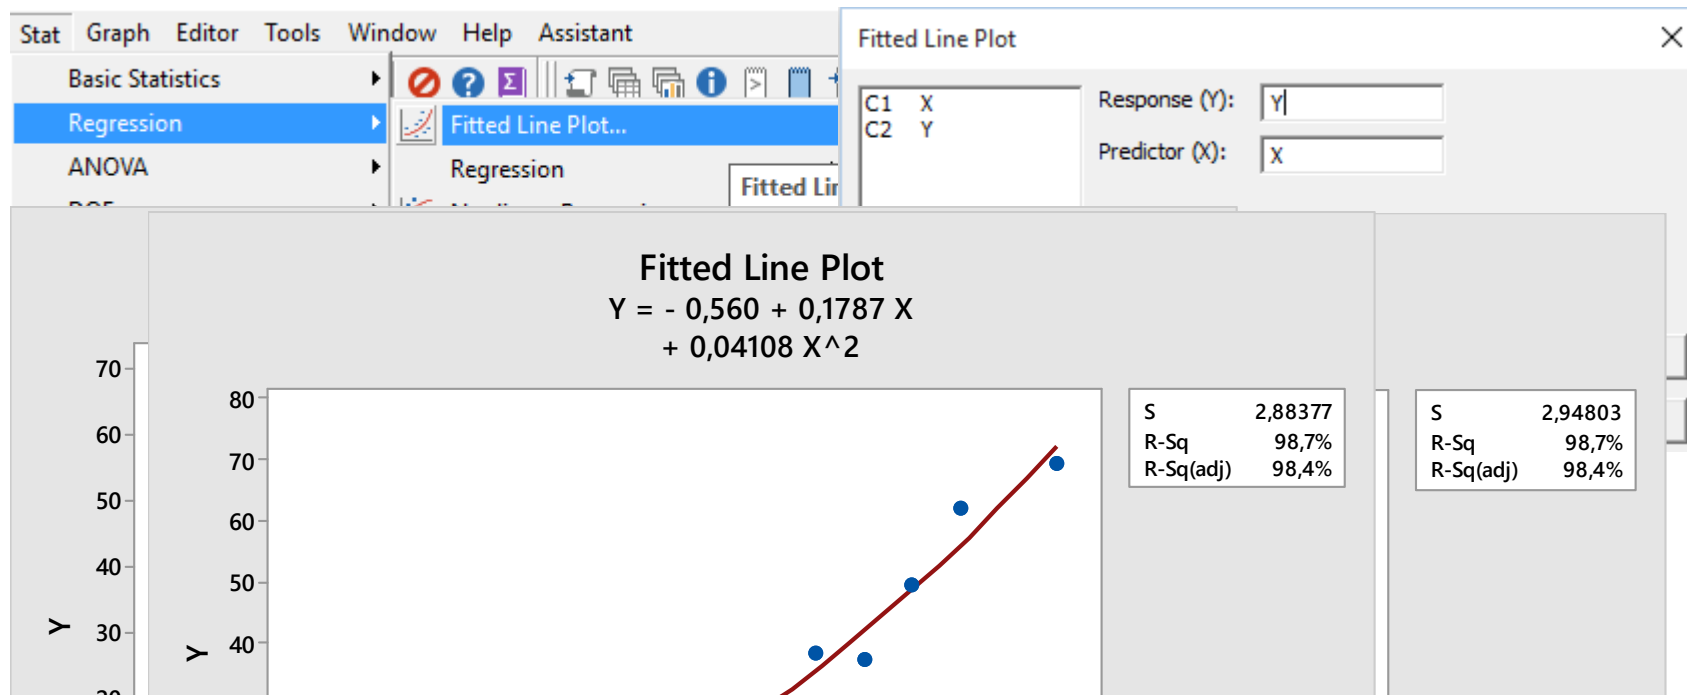 Stat Graph Editor Tools Window Help Assistant
Basic Statistics
Regression
ANOVA
Fitted Line Plot...
Regression
Fitted Line Plot
C1 X
C2 Y
Response (Y): Y
Predictor (X): X
Fitted Line Plot
Y = - 0,560 + 0,1787 X
+ 0,04108 X^2
70
60
50
40
30
Y
80
70
60
50
40
Y
S 2,88377
R-Sq 98,7%
R-Sq(adj) 98,4%
S 2,94803
R-Sq 98,7%
R-Sq(adj) 98,4%